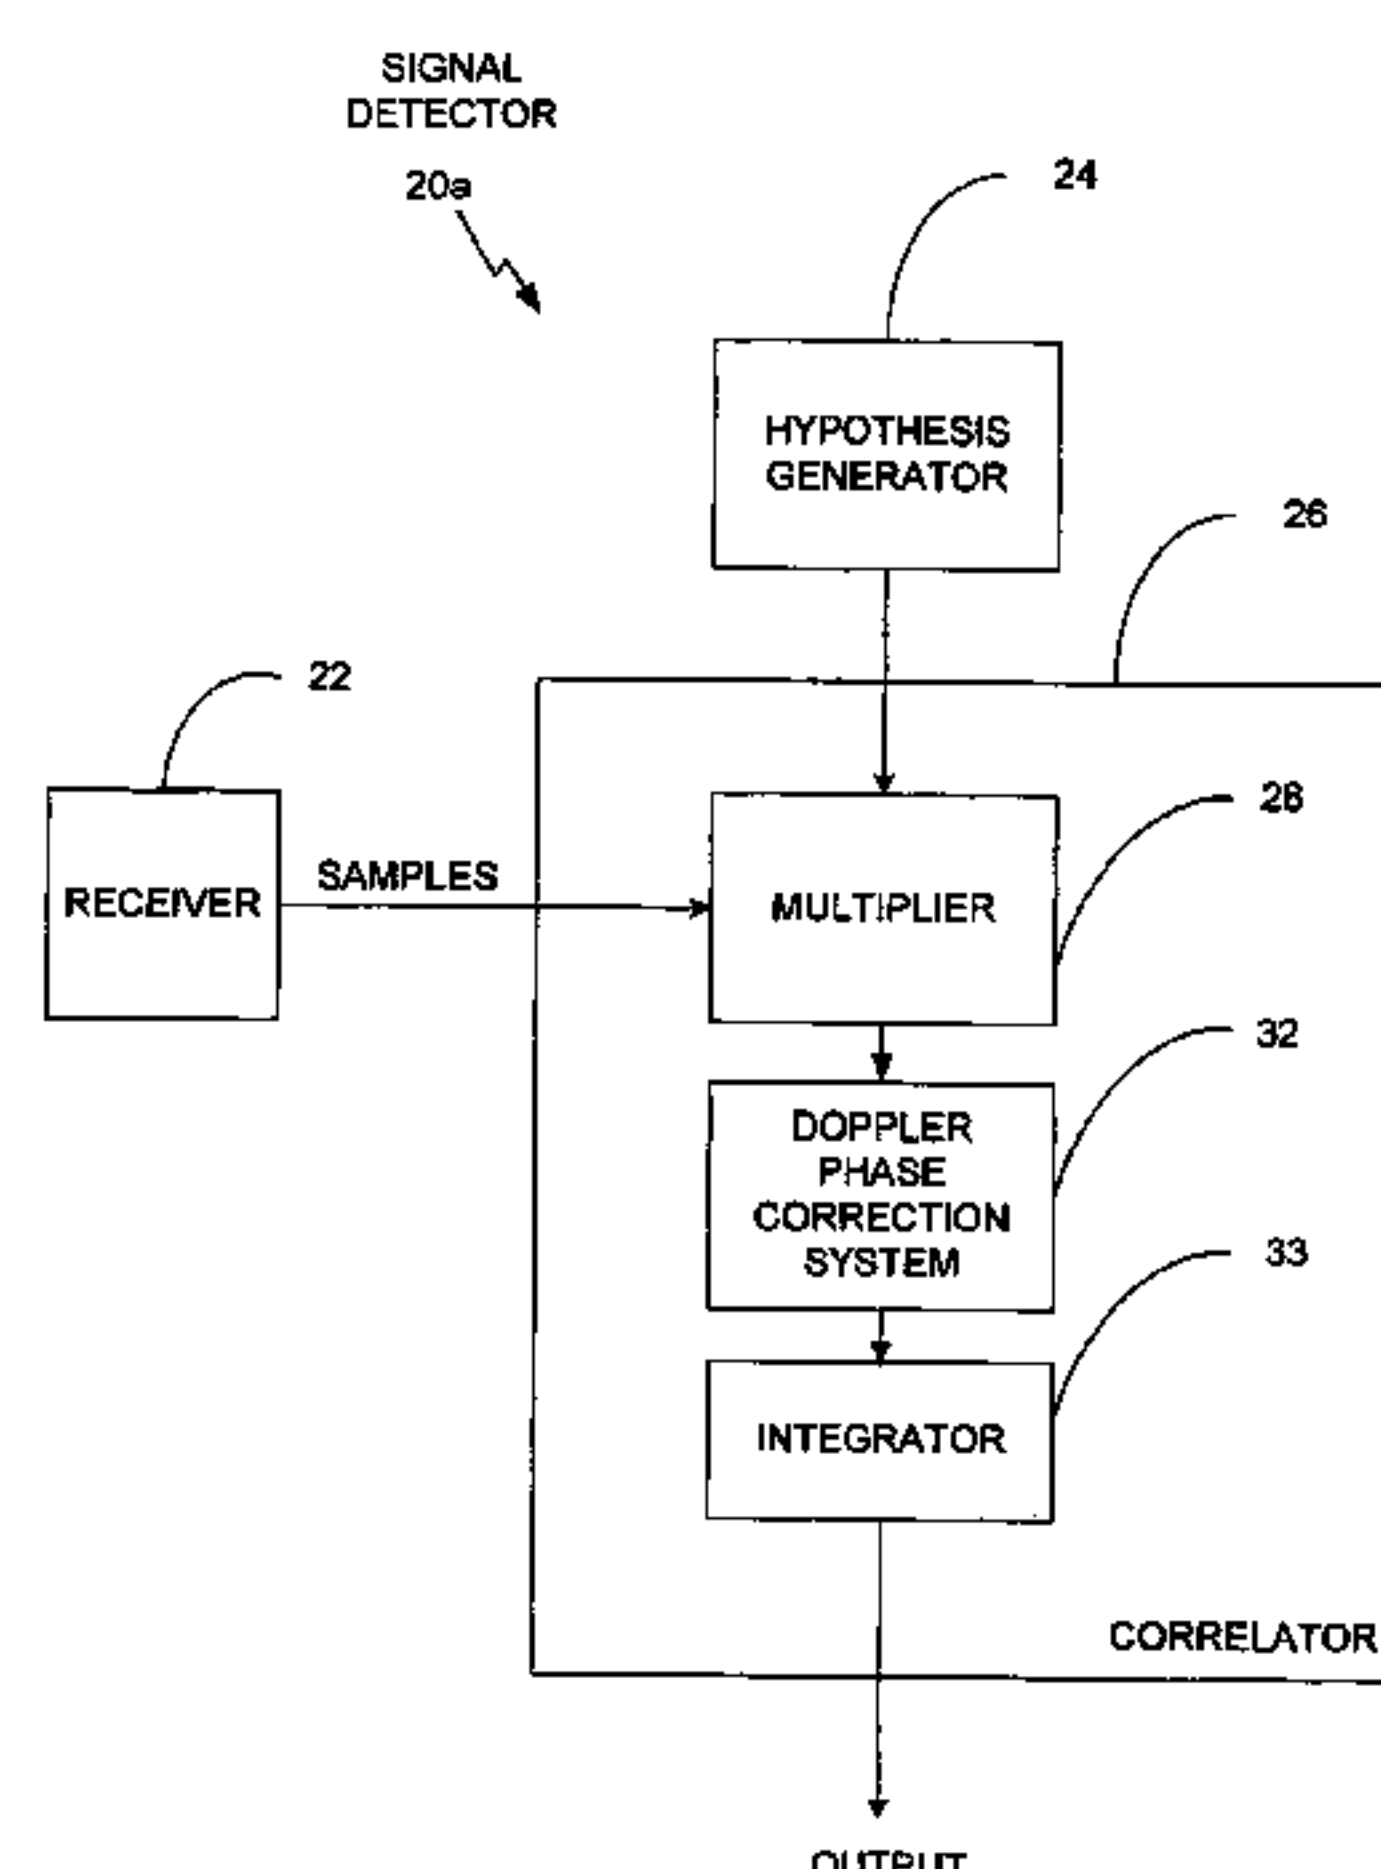 SIGNAL
DETECTOR
20a
24
HYPOTHESIS
GENERATOR
26
22
RECEIVER
SAMPLES
28
MULTIPLIER
32
DOPPLER
PHASE
CORRECTION
SYSTEM
33
INTEGRATOR
CORRELATOR
OUTPUT